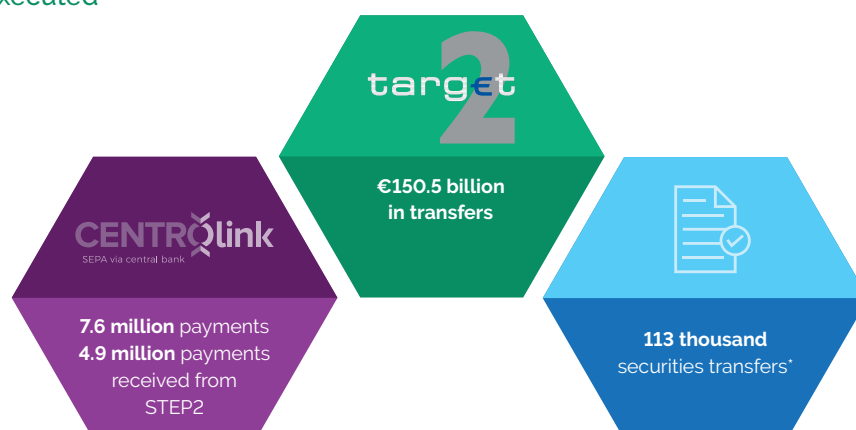 target
2
€150.5 billion
in transfers
CENTROlink
SEPA via central bank
7.6 million payments
4.9 million payments
received from
STEP2
113 thousand
securities transfers*